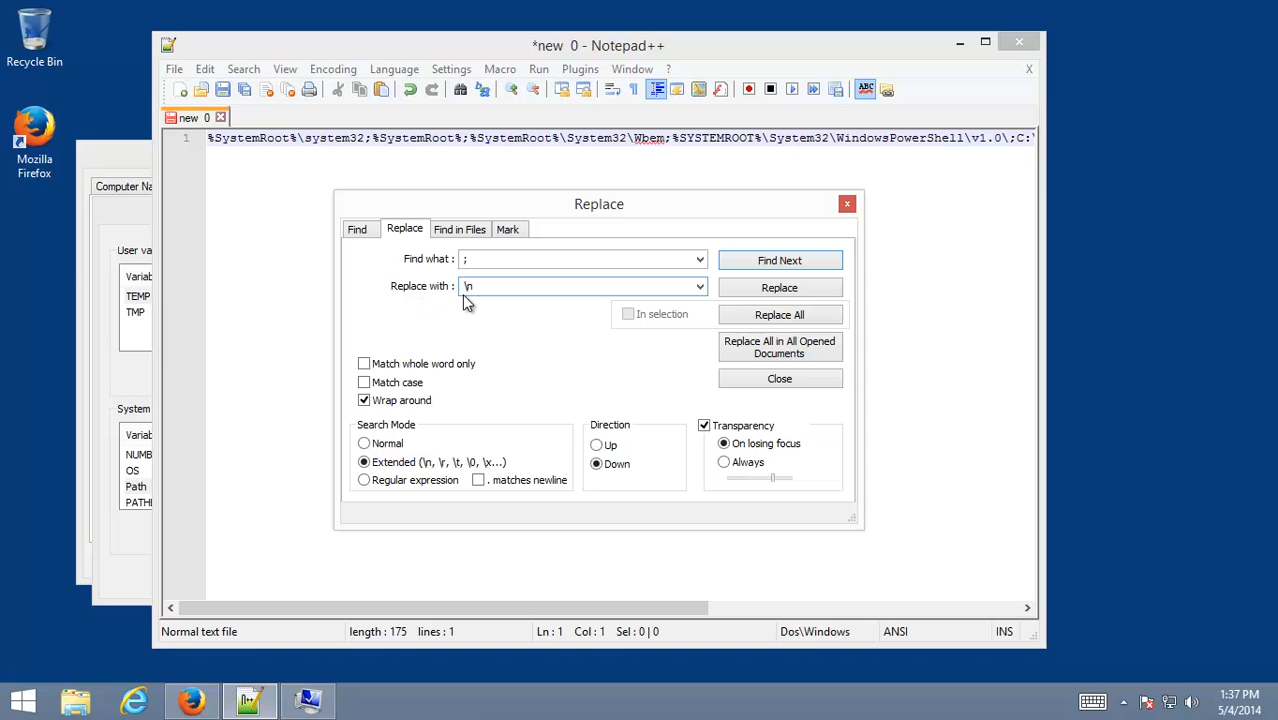 Recycle Bin
Mozilla
Firefox
*new  0 - Notepad++
File Edit Search View Encoding Language Settings Macro Run Plugins Window ? X
new  0
1 %SystemRoot%\system32;%SystemRoot%;%SystemRoot%\System32\Wbem;%SYSTEMROOT%\System32\WindowsPowerShell\v1.0\;C:\
Computer Na
User va
Variab
TEMP
TMP
System
Variab
NUMB
OS
Path
PATH
Replace
Find Replace Find in Files Mark
Find what : ; Find Next
Replace with : \n Replace
In selection Replace All
Replace All in All Opened
Documents
Close
Match whole word only
Match case
Wrap around
Search Mode
Normal
Extended (\n, \r, \t, \0, \x...)
Regular expression . matches newline
Direction
Up
Down
Transparency
On losing focus
Always
Normal text file length : 175 lines : 1 Ln : 1 Col : 1 Sel : 0 | 0 Dos\Windows ANSI INS
1:37 PM
5/4/2014